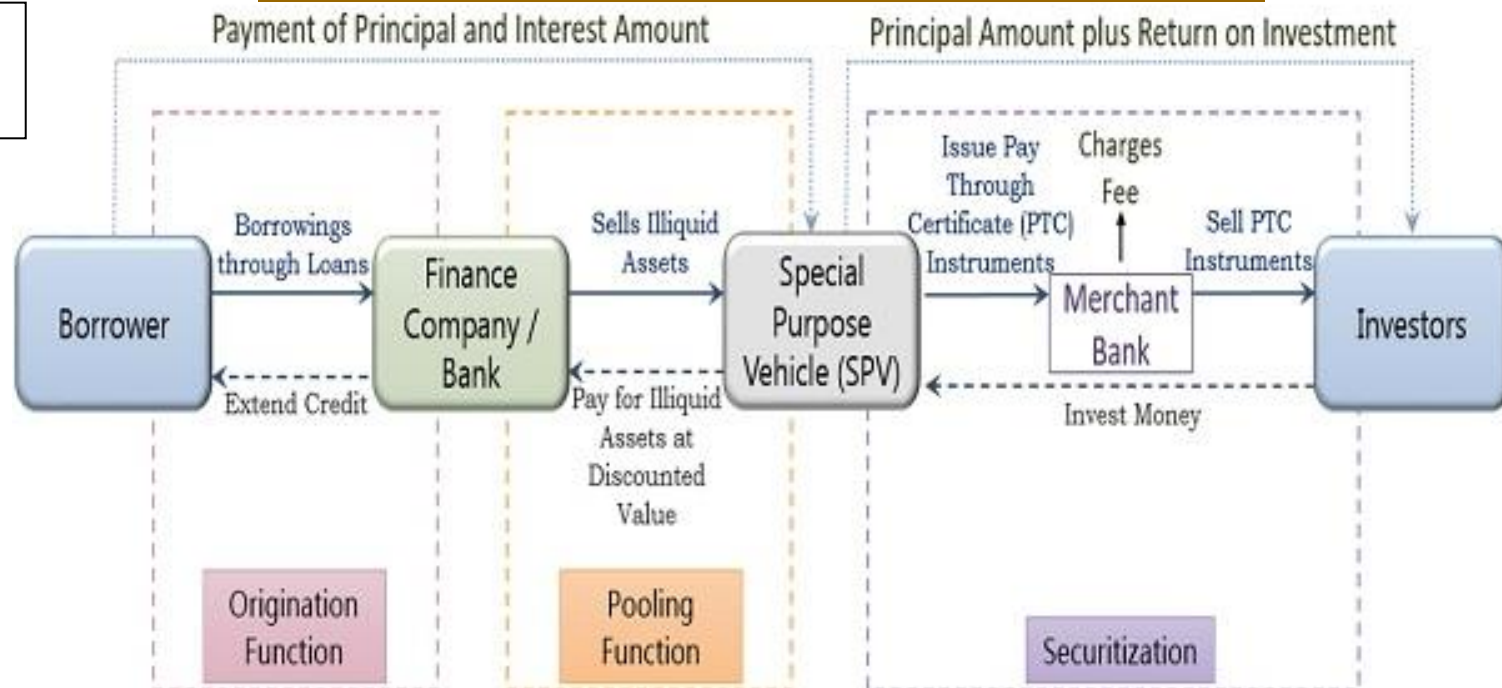 Payment of Principal and Interest Amount
Principal Amount plus Return on Investment
Borrower
Borrowings
through Loans
Extend Credit
Finance
Company /
Bank
Sells Illiquid
Assets
Pay for Illiquid
Assets at
Discounted
Value
Special
Purpose
Vehicle (SPV)
Issue Pay
Through
Certificate (PTC)
Instruments
Charges
Fee
Merchant
Bank
Sell PTC
Instruments
Invest Money
Investors
Origination
Function
Pooling
Function
Securitization